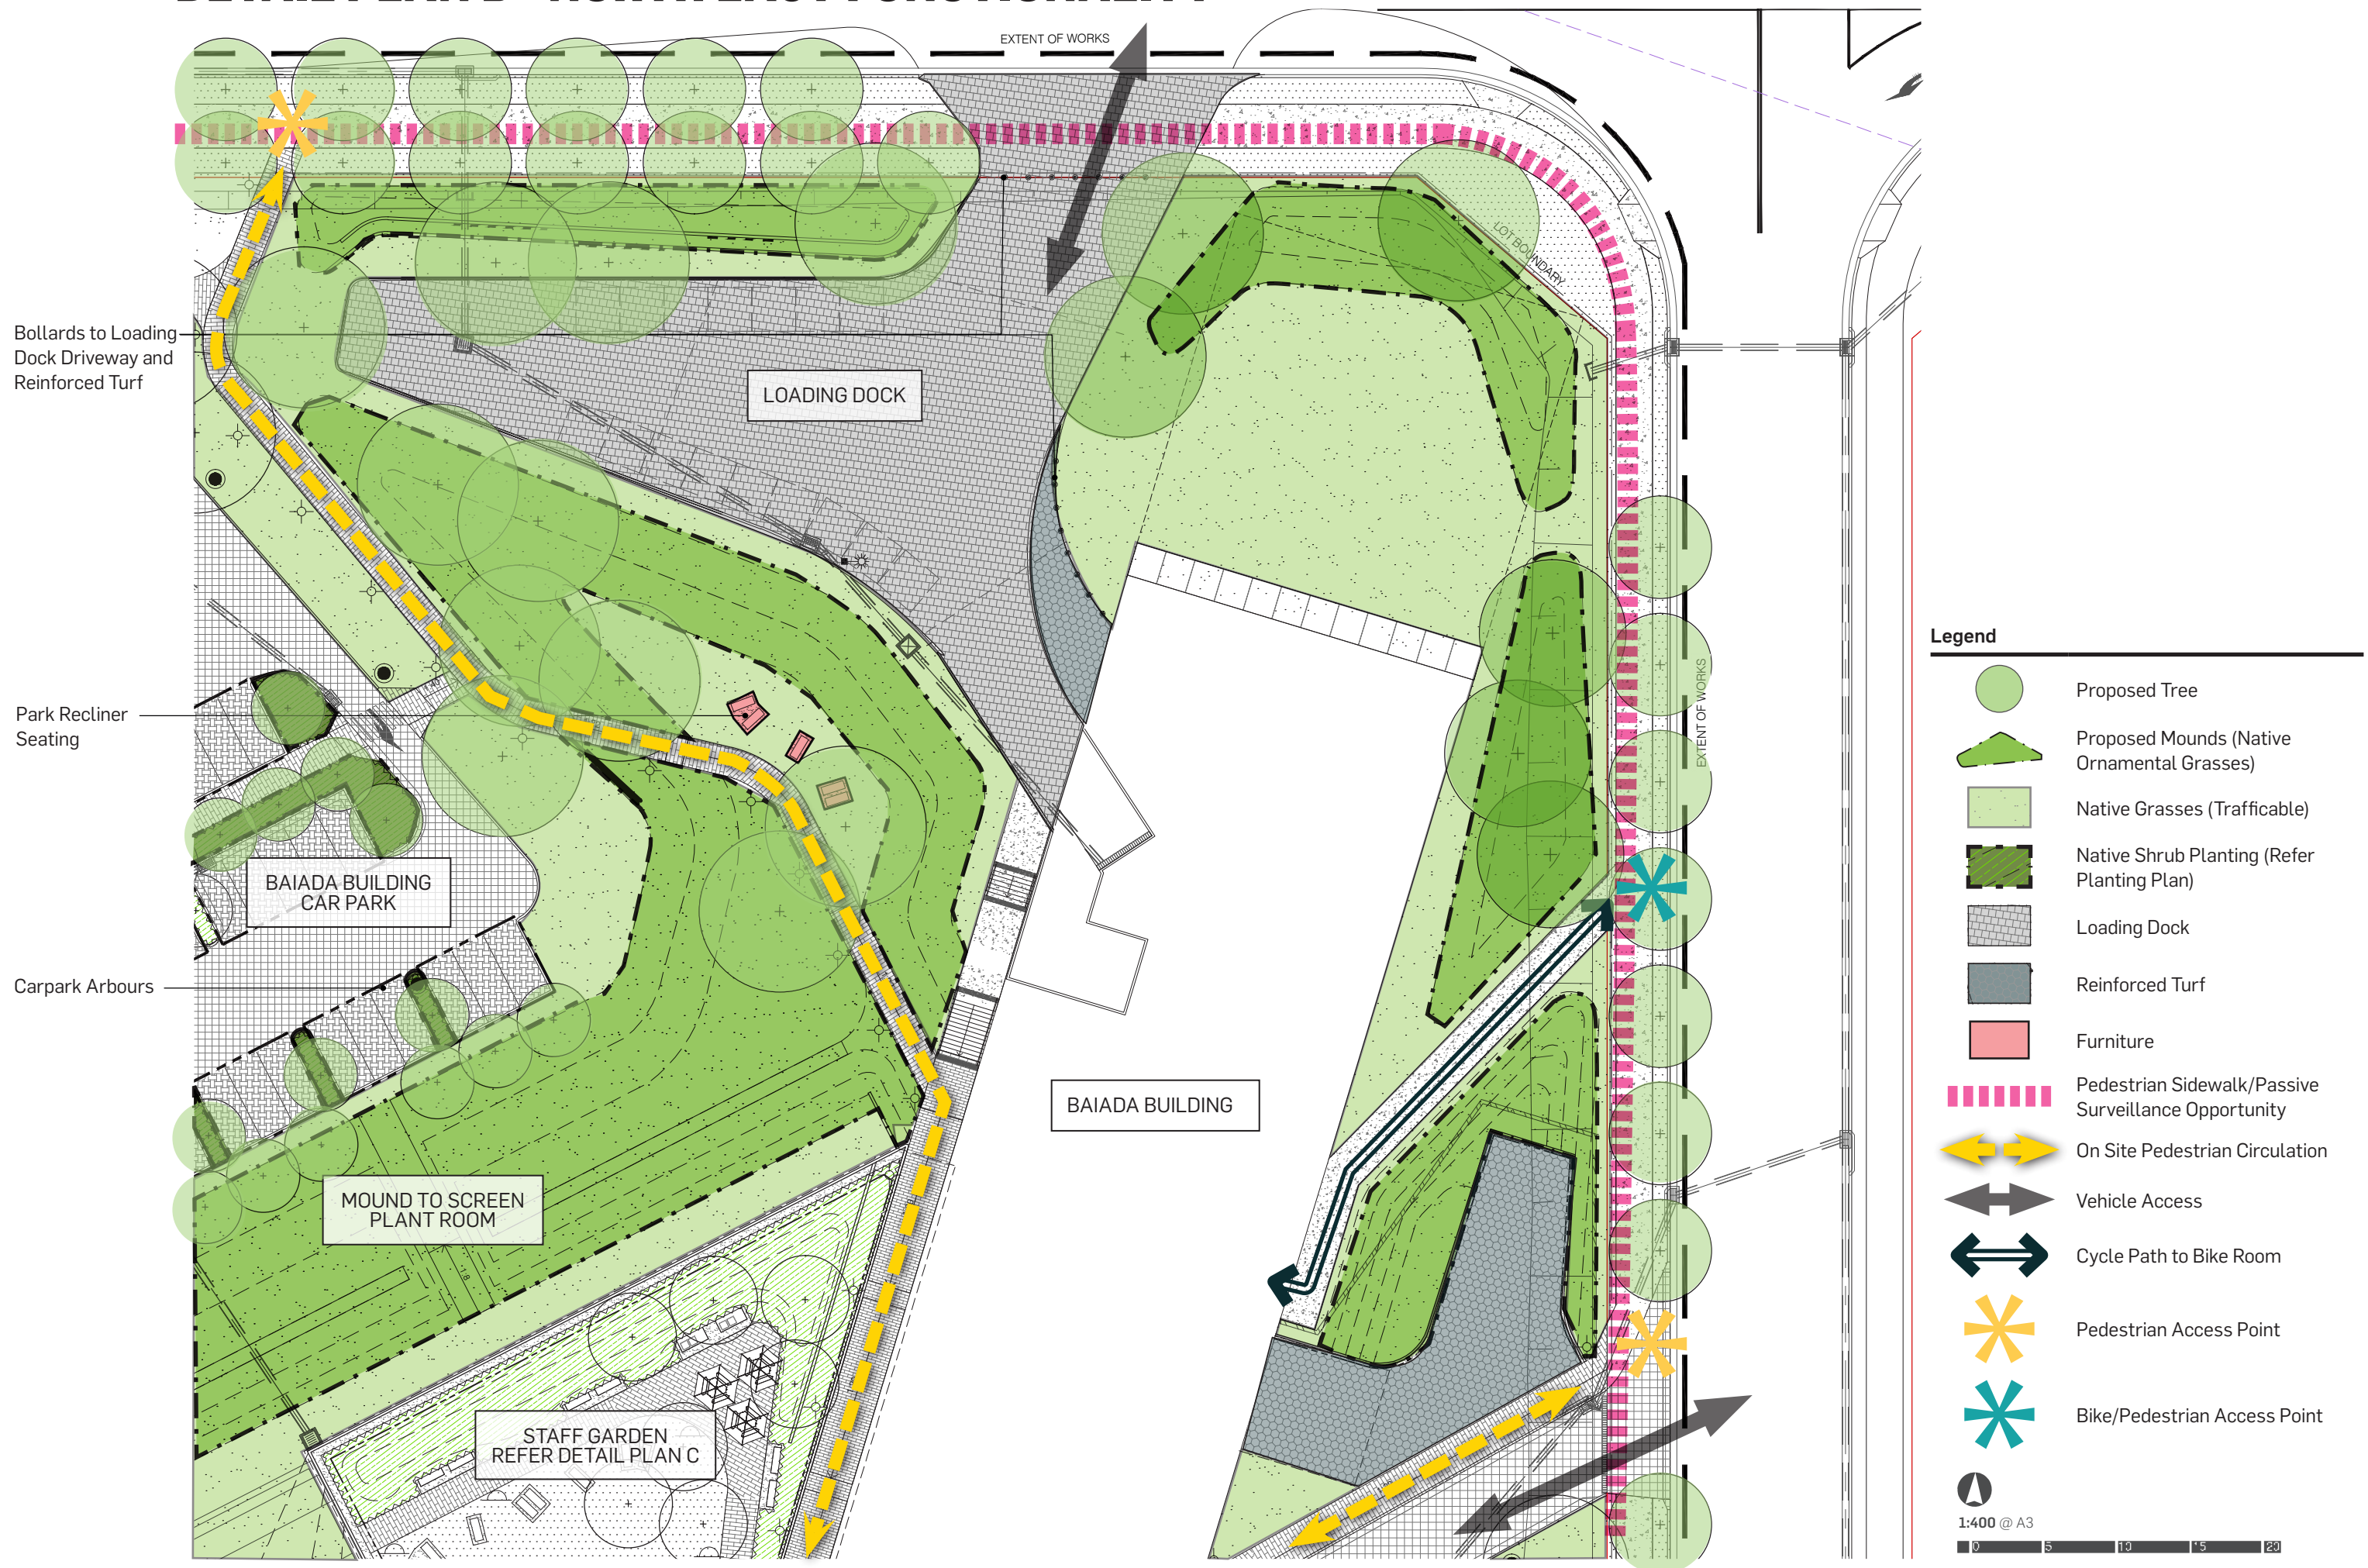 EXTENT OF WORKS
LOT BOUNDARY
Bollards to Loading
Dock Driveway and
Reinforced Turf
LOADING DOCK
Park Recliner
Seating
EXTENT OF WORKS
BAIADA BUILDING
CAR PARK
Carpark Arbours
BAIADA BUILDING
MOUND TO SCREEN
PLANT ROOM
STAFF GARDEN
REFER DETAIL PLAN C
Legend
Proposed Tree
Proposed Mounds (Native
Ornamental Grasses)
Native Grasses (Trafficable)
Native Shrub Planting (Refer
Planting Plan)
Loading Dock
Reinforced Turf
Furniture
Pedestrian Sidewalk/Passive
Surveillance Opportunity
On Site Pedestrian Circulation
Vehicle Access
Cycle Path to Bike Room
Pedestrian Access Point
Bike/Pedestrian Access Point
1:400 @ A3
0 5 10 15 20